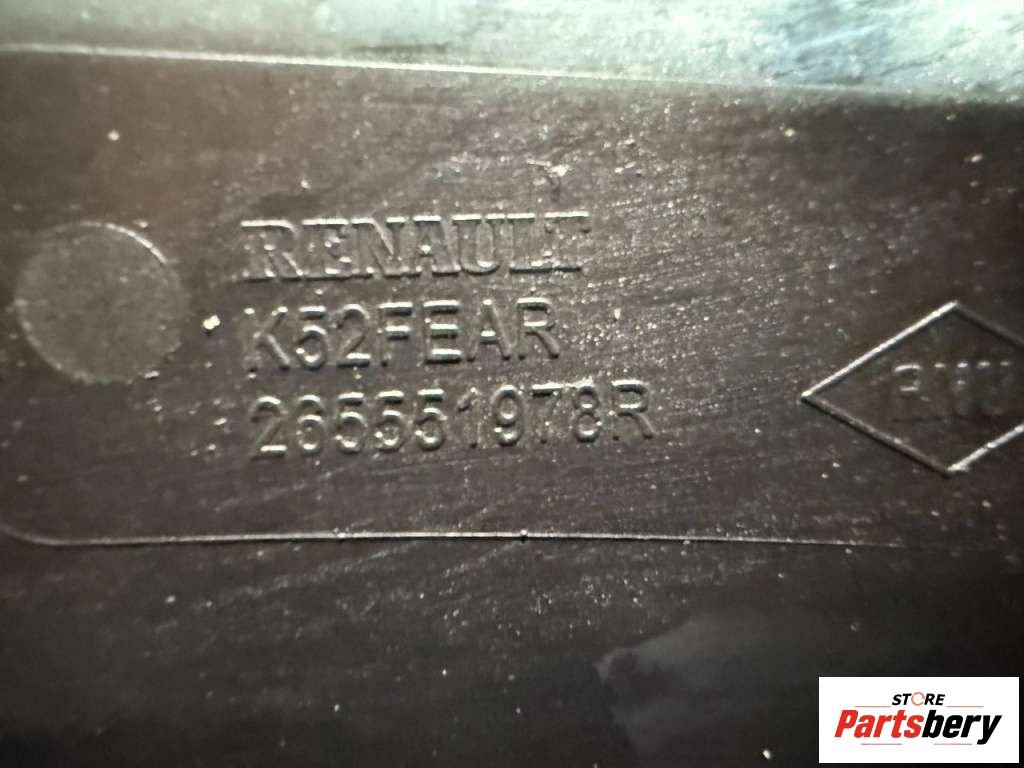 RENAULT
K52FEAR
265551978R
STORE
Partsbery